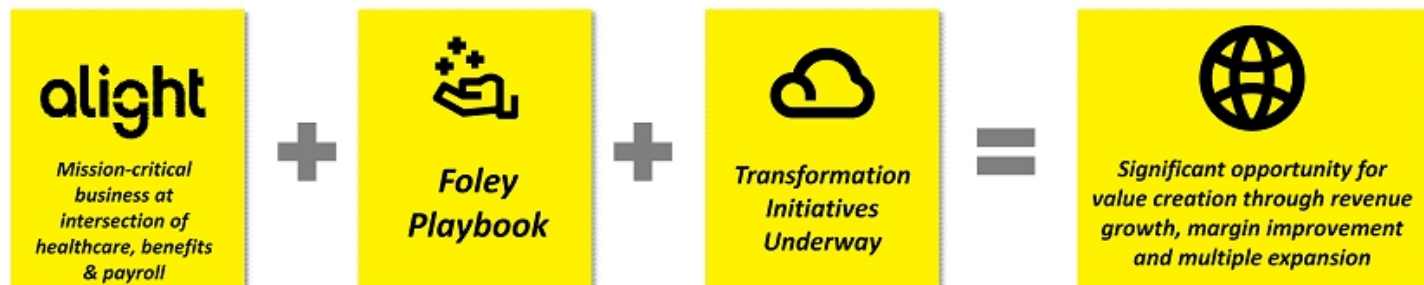 alight
Mission-critical
business at
intersection of
healthcare, benefits
& payroll
+
Foley
Playbook
+
Transformation
Initiatives
Underway
=
Significant opportunity for
value creation through revenue
growth, margin improvement
and multiple expansion